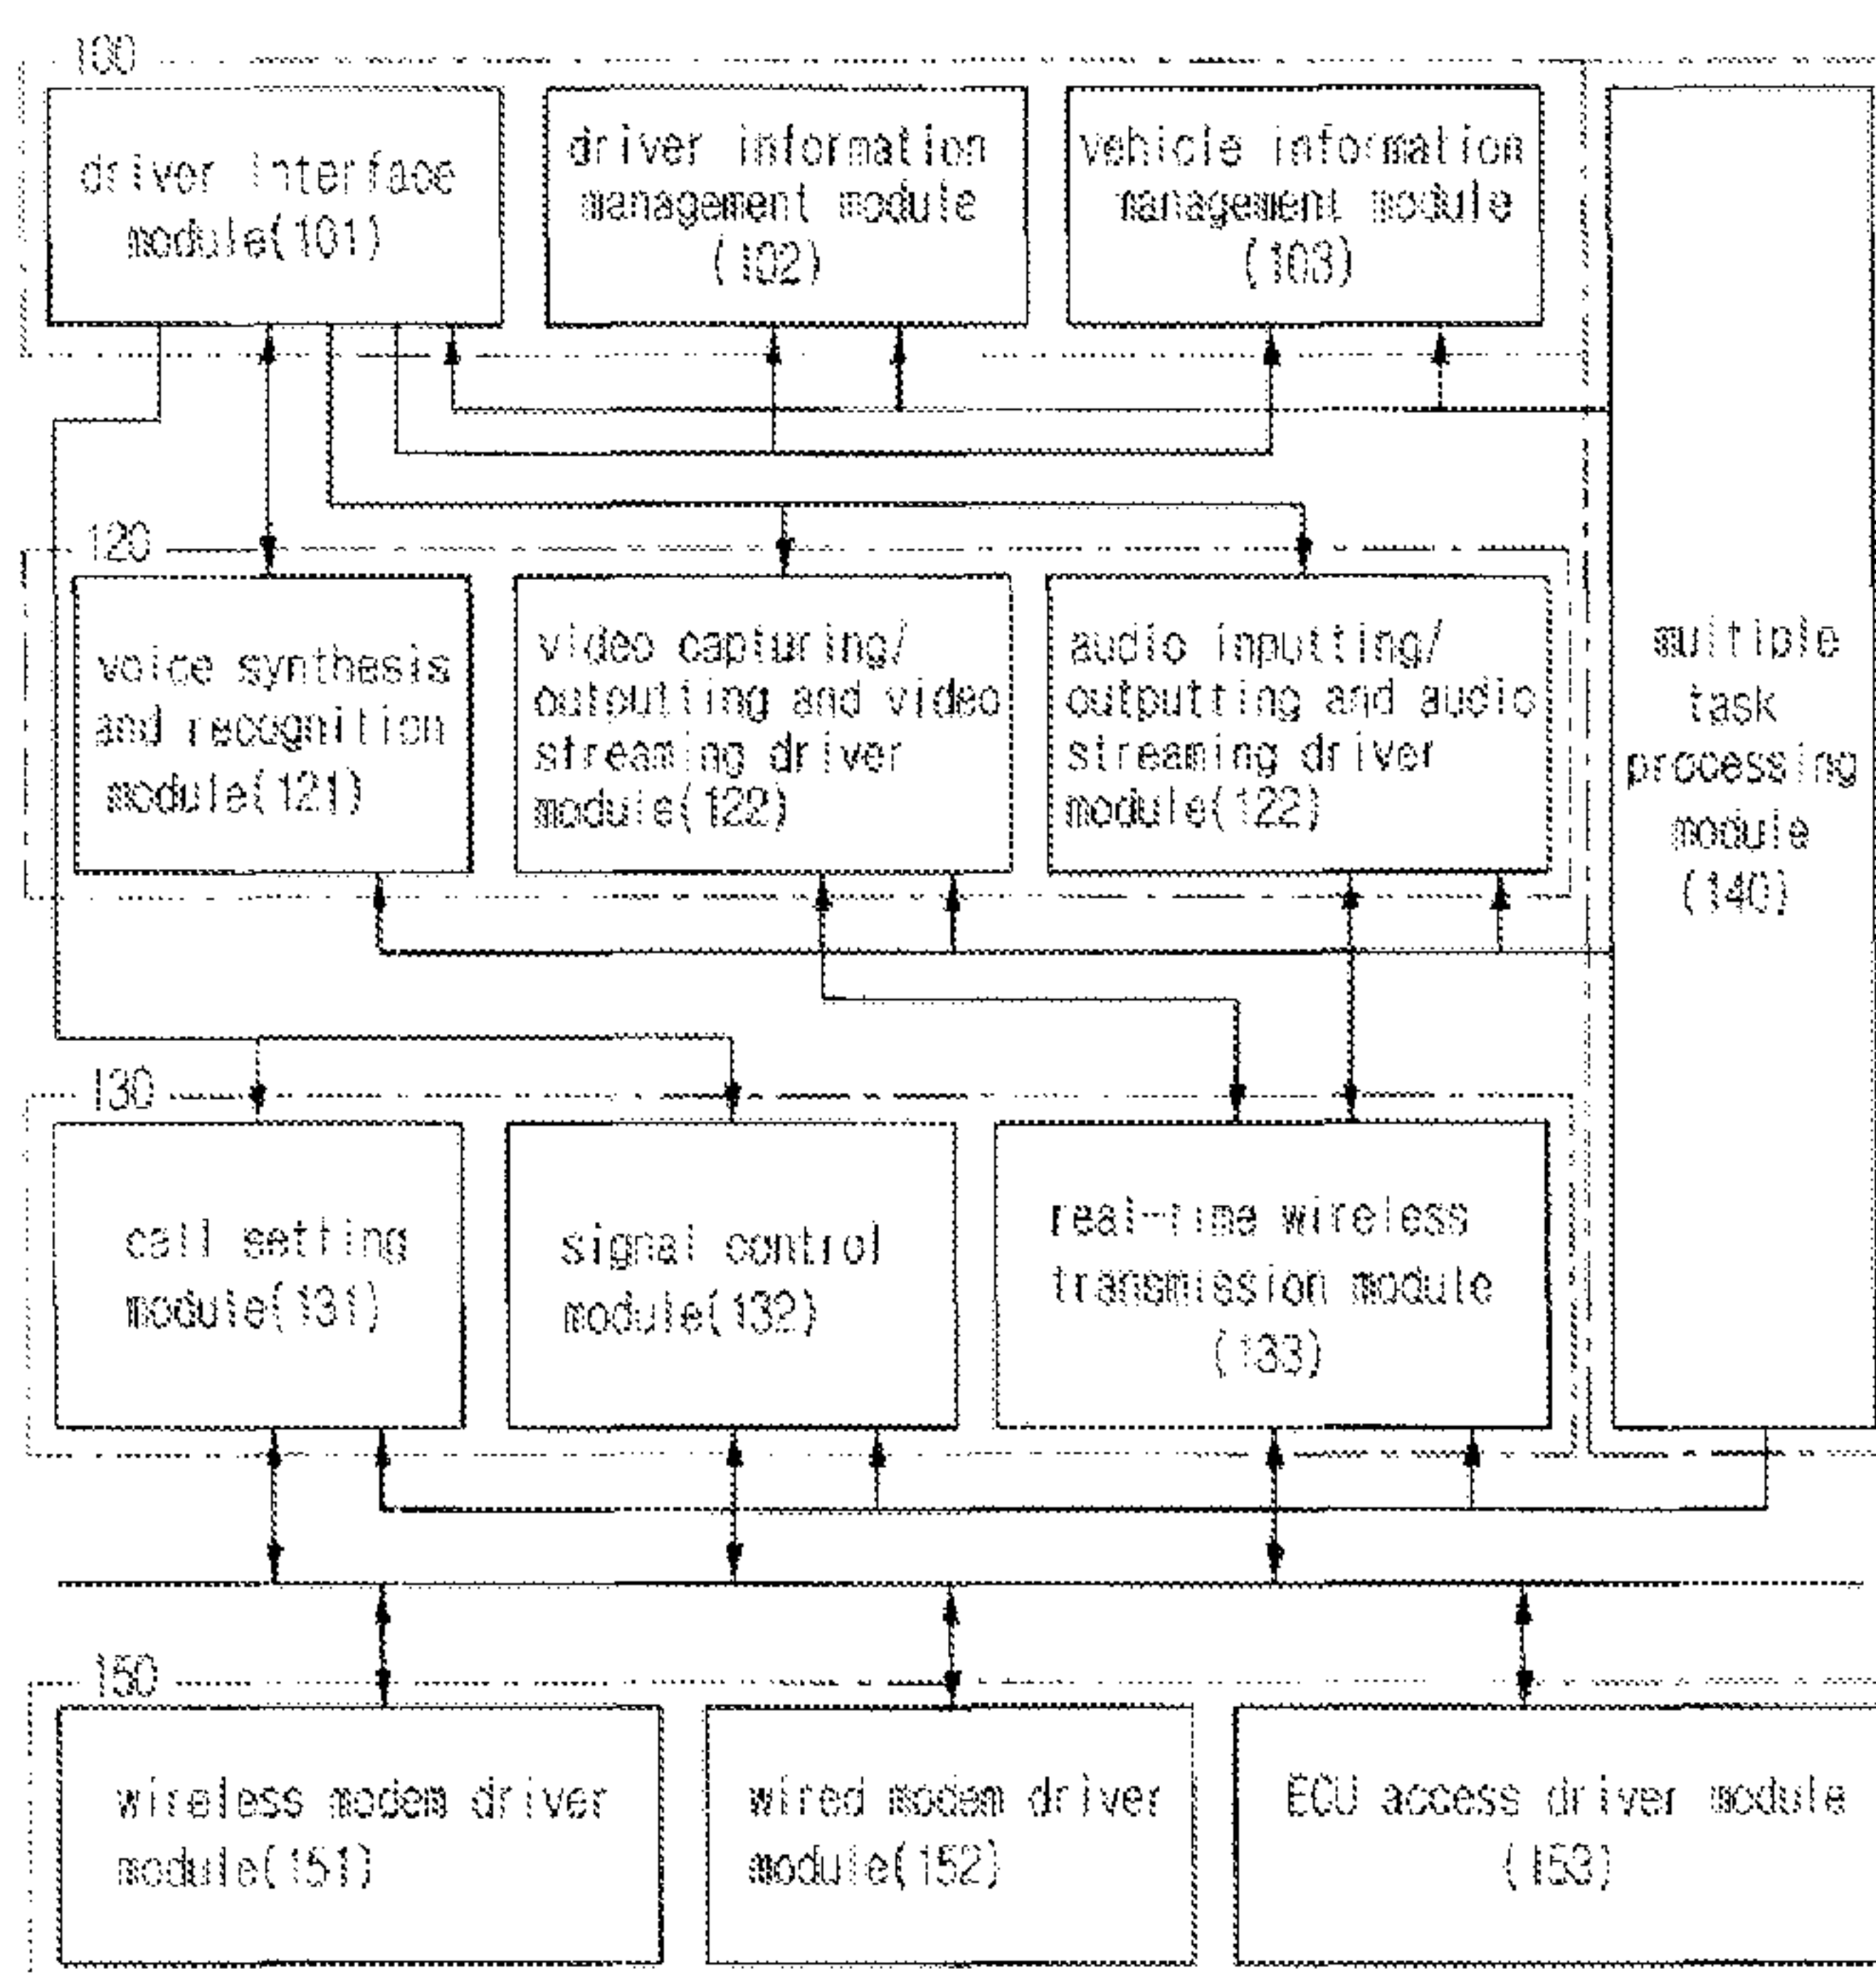 100
driver interface
module(101)
driver information
management module
(102)
vehicle information
management module
(103)
120
voice synthesis
and recognition
module(121)
video capturing/
outputting and video
streaming driver
module(122)
audio inputting/
outputting and audio
streaming driver
module(122)
multiple
task
processing
module
(140)
130
call setting
module(131)
signal control
module(132)
real-time wireless
transmission module
(133)
150
wireless modem driver
module(151)
wired modem driver
module(152)
ECU access driver module
(153)